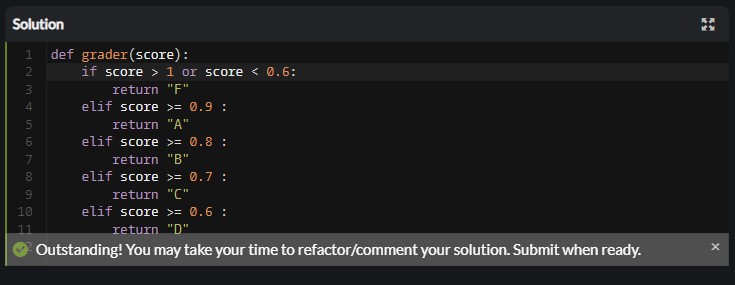 Solution
1 def grader(score):
2     if score > 1 or score < 0.6:
3         return "F"
4     elif score >= 0.9 :
5         return "A"
6     elif score >= 0.8 :
7         return "B"
8     elif score >= 0.7 :
9         return "C"
10     elif score >= 0.6 :
11         return "D"
Outstanding! You may take your time to refactor/comment your solution. Submit when ready. ×